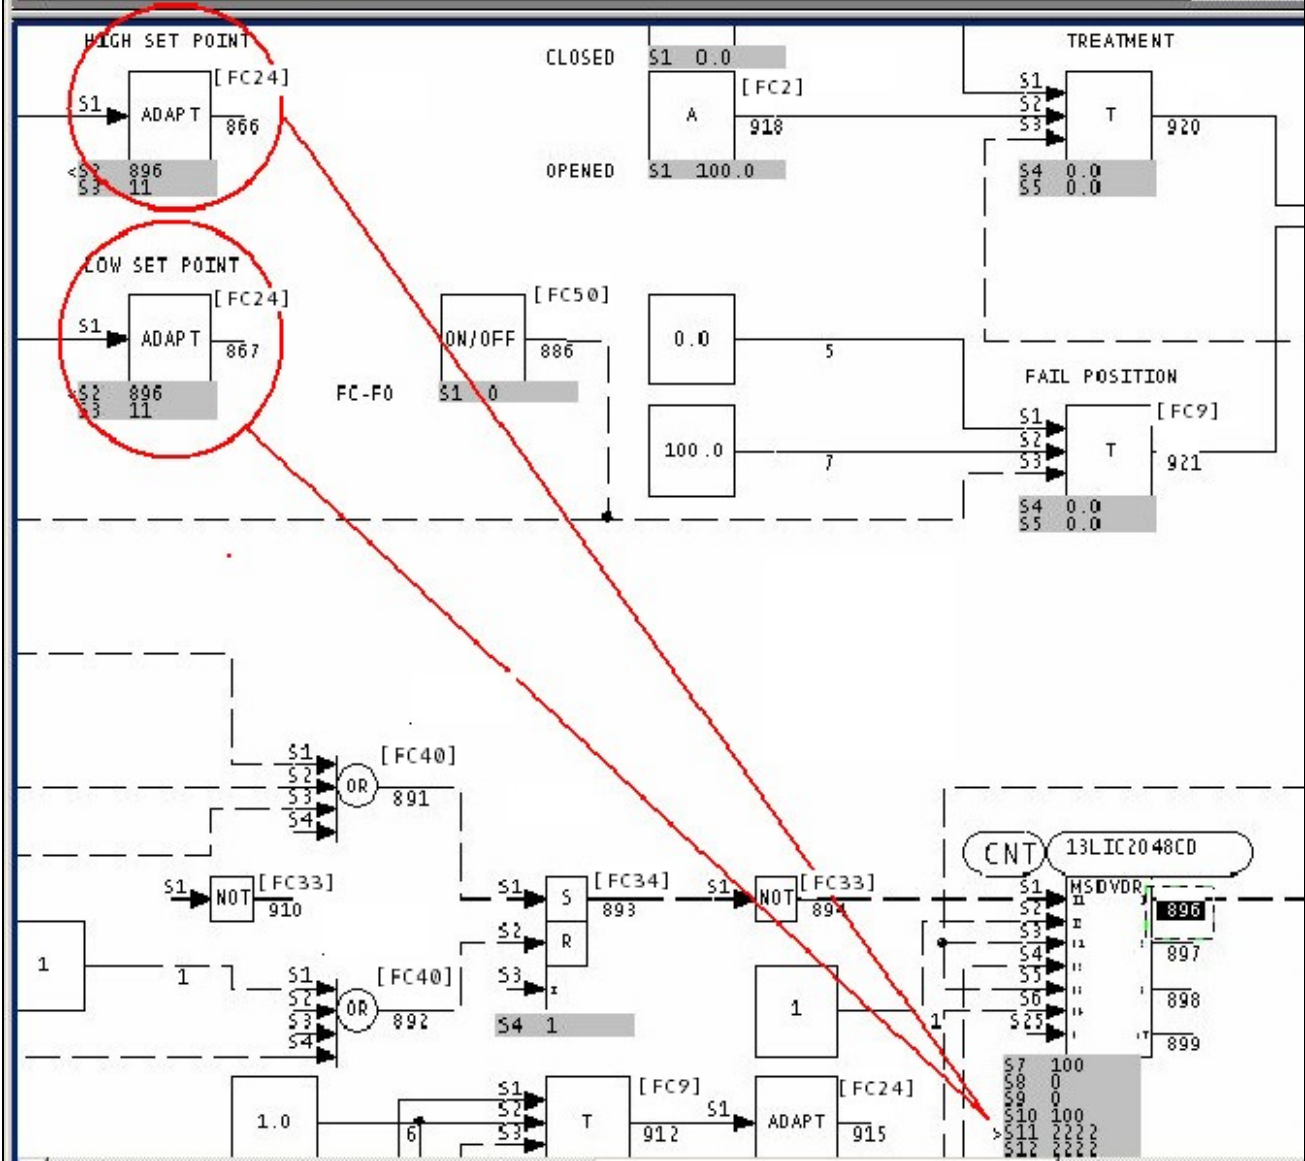 HIGH SET POINT
[FC24]
S1
ADAPT
866
<S2 896
S3 11
CLOSED
S1 0.0
[FC2]
A
918
OPENED
S1 100.0
TREATMENT
S1
S2
S3
T
920
S4 0.0
S5 0.0
LOW SET POINT
[FC24]
S1
ADAPT
867
<S2 896
S3 11
[FC50]
ON/OFF
886
FC-FO
S1 0
0.0
5
100.0
7
FAIL POSITION
[FC9]
S1
S2
S3
T
921
S4 0.0
S5 0.0
[FC40]
S1
S2
S3
S4
OR
891
CNT
13LIC2048CD
S1
NOT
[FC33]
910
S1
S
[FC34]
893
S2
R
S3
S4 1
S1
NOT
[FC33]
894
S1
S2
S3
S4
S5
S6
S25
MSDVDR
896
897
898
899
1
1
[FC40]
S1
S2
S3
S4
OR
892
1
1
S7 100
S8 0
S9 0
S10 100
>S11 2222
S12 2222
1.0
6
S1
S2
S3
T
[FC9]
912
S1
ADAPT
[FC24]
915